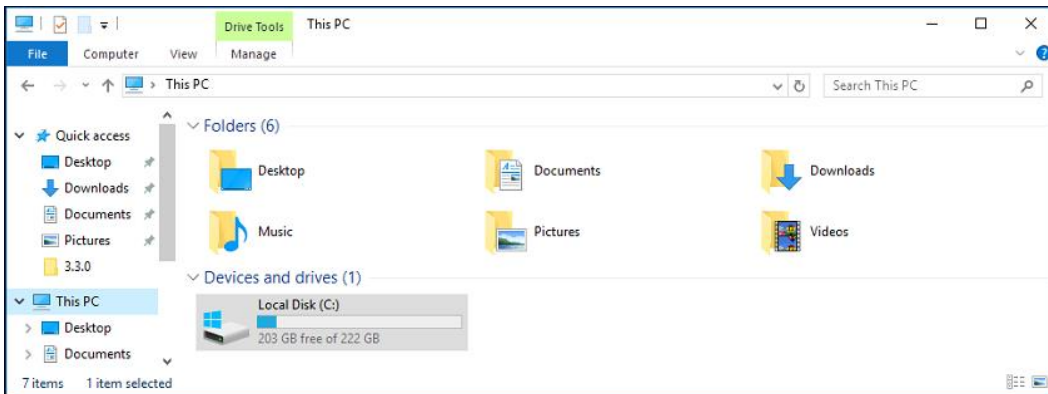 Drive Tools This PC
File Computer View Manage
This PC Search This PC
Quick access
Desktop
Downloads
Documents
Pictures
3.3.0
This PC
Desktop
Documents
Folders (6)
Desktop Documents Downloads
Music Pictures Videos
Devices and drives (1)
Local Disk (C:)
203 GB free of 222 GB
7 items 1 item selected